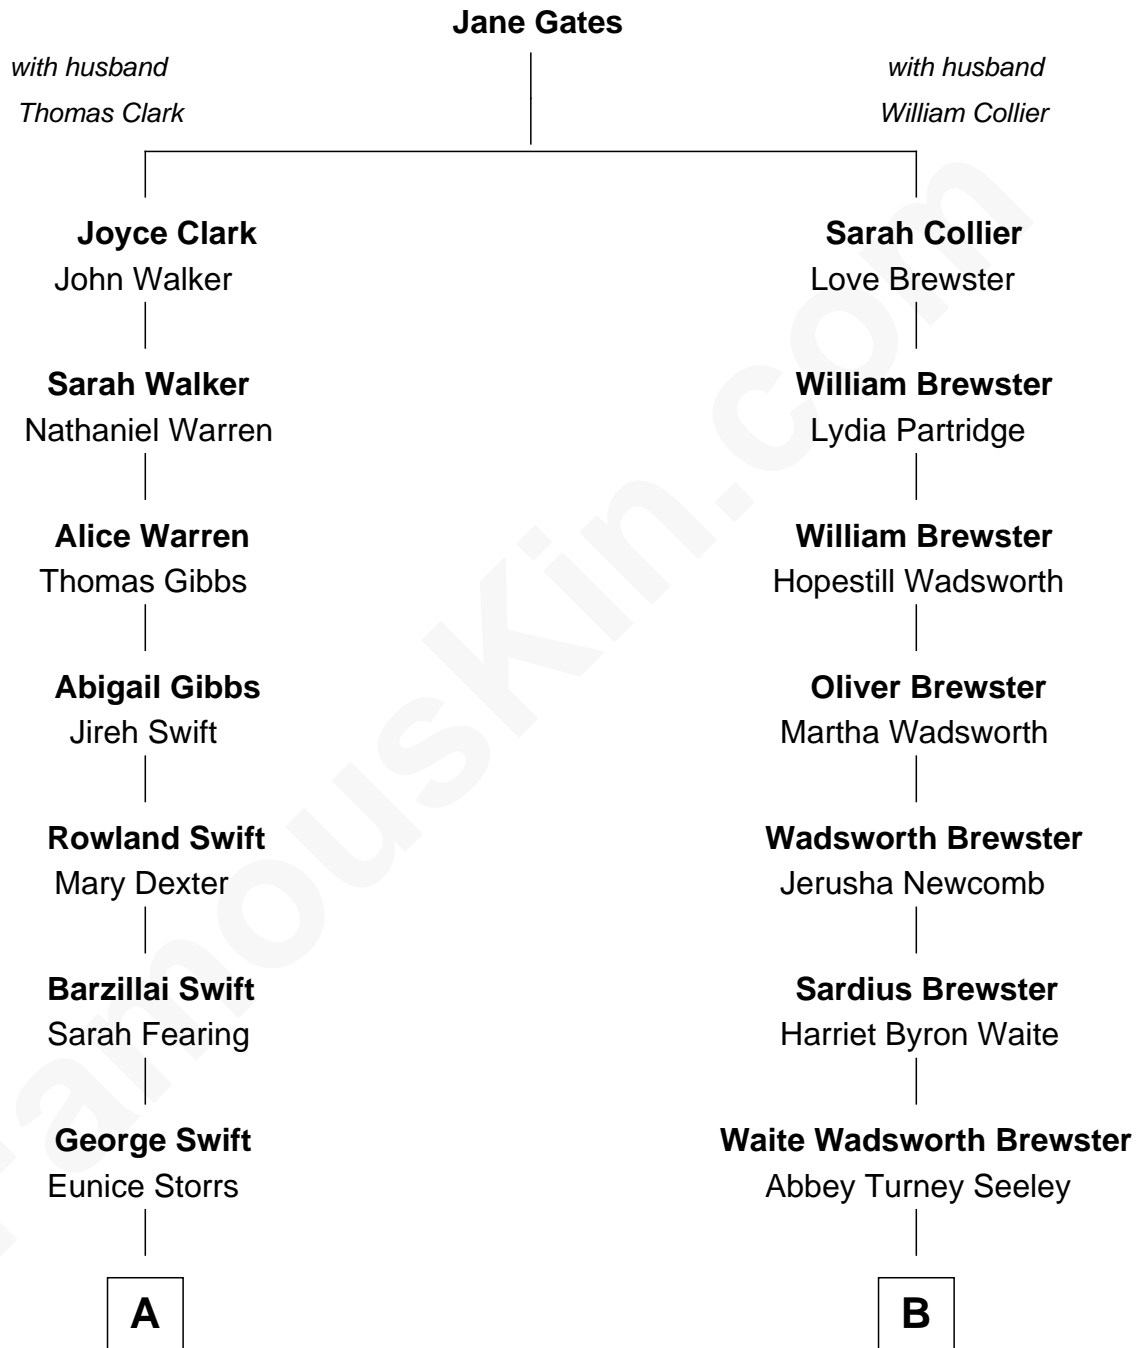 Jane Gates
with husband
Thomas Clark
with husband
William Collier
Joyce Clark
John Walker
Sarah Collier
Love Brewster
Sarah Walker
Nathaniel Warren
William Brewster
Lydia Partridge
Alice Warren
Thomas Gibbs
William Brewster
Hopestill Wadsworth
Abigail Gibbs
Jireh Swift
Oliver Brewster
Martha Wadsworth
Rowland Swift
Mary Dexter
Wadsworth Brewster
Jerusha Newcomb
Barzillai Swift
Sarah Fearing
Sardius Brewster
Harriet Byron Waite
George Swift
Eunice Storrs
Waite Wadsworth Brewster
Abbey Turney Seeley
A
B
FamousKin.com